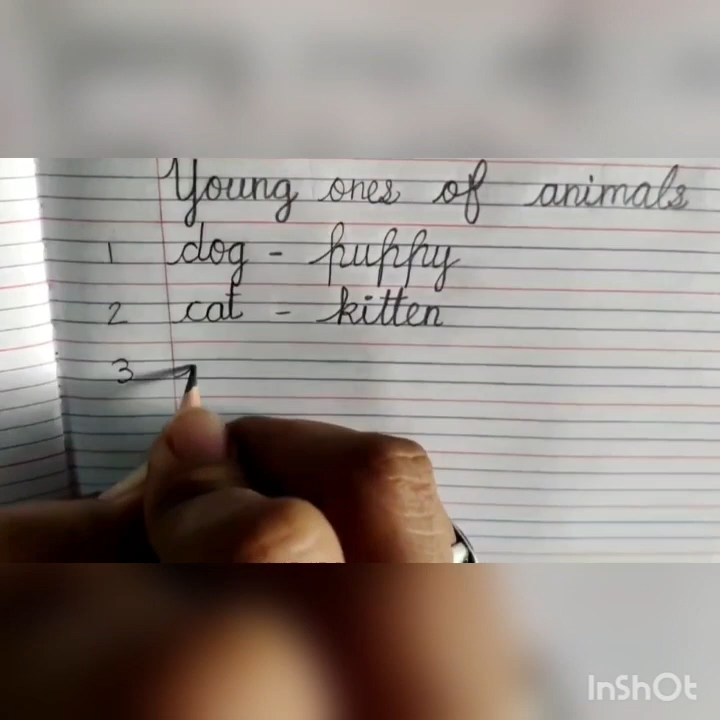 Young ones of animals
1 dog - puppy
2 cat - kitten
3
InShOt